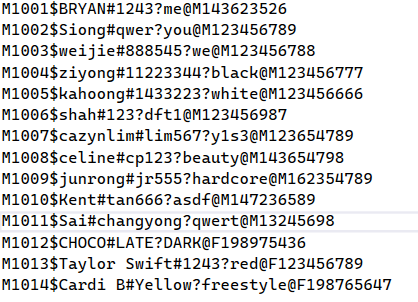 M1001$BRYAN#1243?me@M143623526
M1002$Siong#qwer?you@M123456789
M1003$weijie#888545?we@M123456788
M1004$ziyong#11223344?black@M123456777
M1005$kahoong#1433223?white@M123456666
M1006$shah#123?dft1@M123456987
M1007$cazynlim#lim567?y1s3@M123654789
M1008$celine#cp123?beauty@M143654798
M1009$junrong#jr555?hardcore@M162354789
M1010$Kent#tan666?asdf@M147236589
M1011$Sai#changyong?qwert@M13245698
M1012$CHOCO#LATE?DARK@F198975436
M1013$Taylor Swift#1243?red@F123456789
M1014$Cardi B#Yellow?freestyle@F198765647